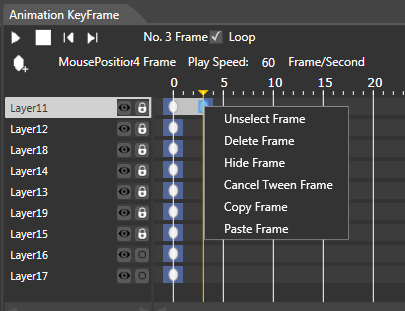 Animation KeyFrame
No. 3 Frame Loop
MousePosition 4 Frame Play Speed: 60 Frame/Second
0 5 10 15 20
Layer11
Layer12
Layer18
Layer14
Layer13
Layer19
Layer15
Layer16
Layer17
Unselect Frame
Delete Frame
Hide Frame
Cancel Tween Frame
Copy Frame
Paste Frame